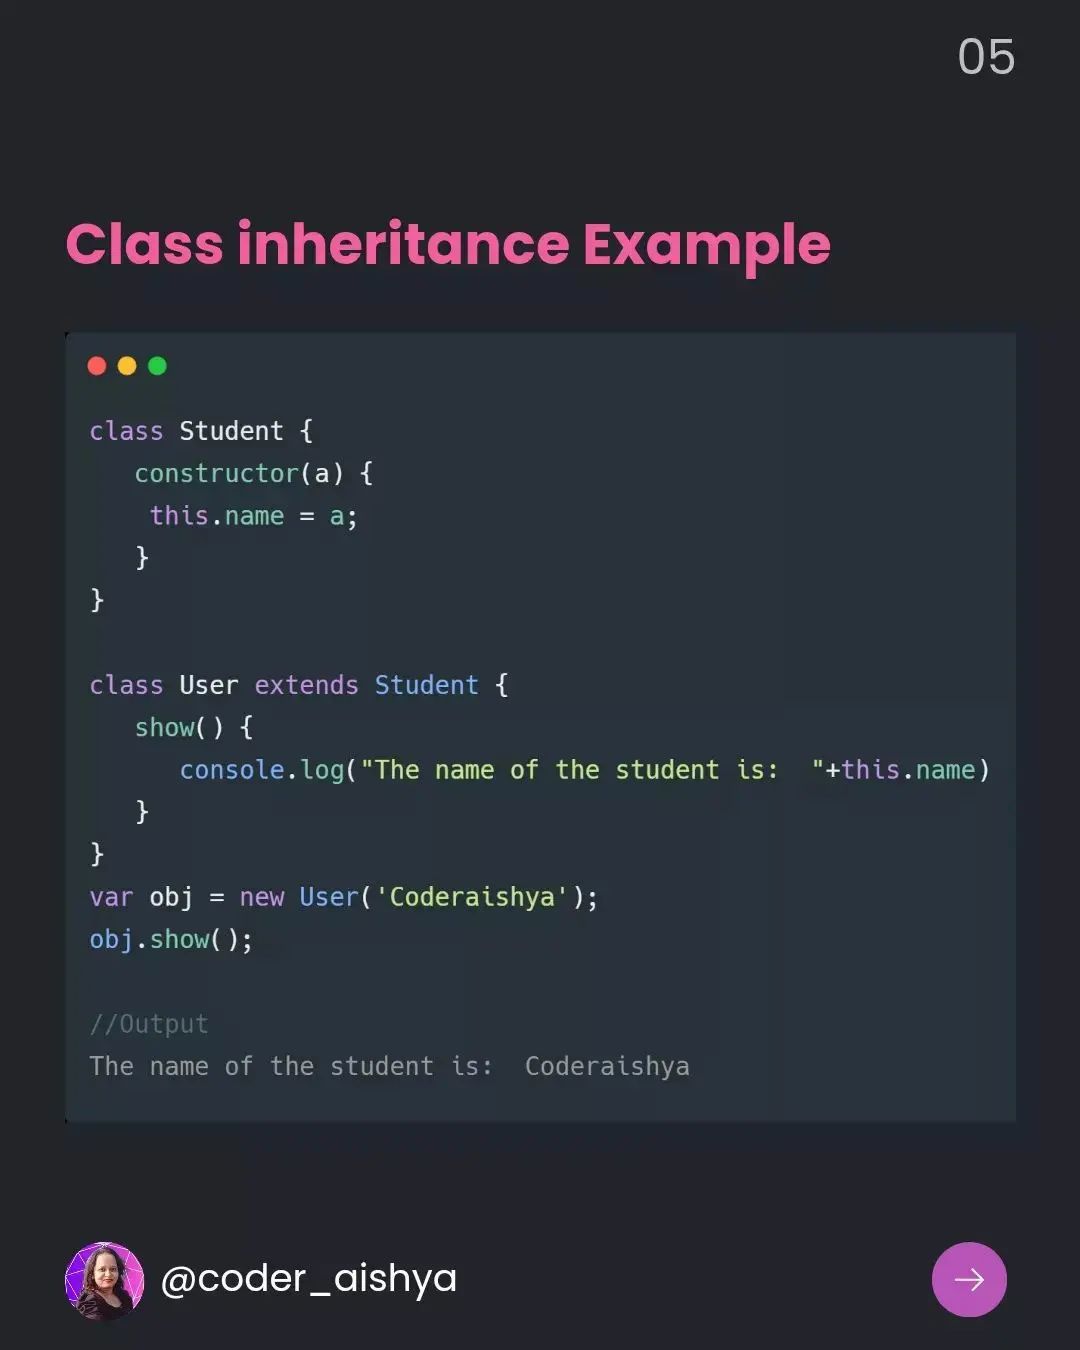 05
Class inheritance Example
class Student {
   constructor(a) {
    this.name = a;
   }
}
class User extends Student {
   show() {
      console.log("The name of the student is:  "+this.name)
   }
}
var obj = new User('Coderaishya');
obj.show();
//Output
The name of the student is:  Coderaishya
@coder_aishya